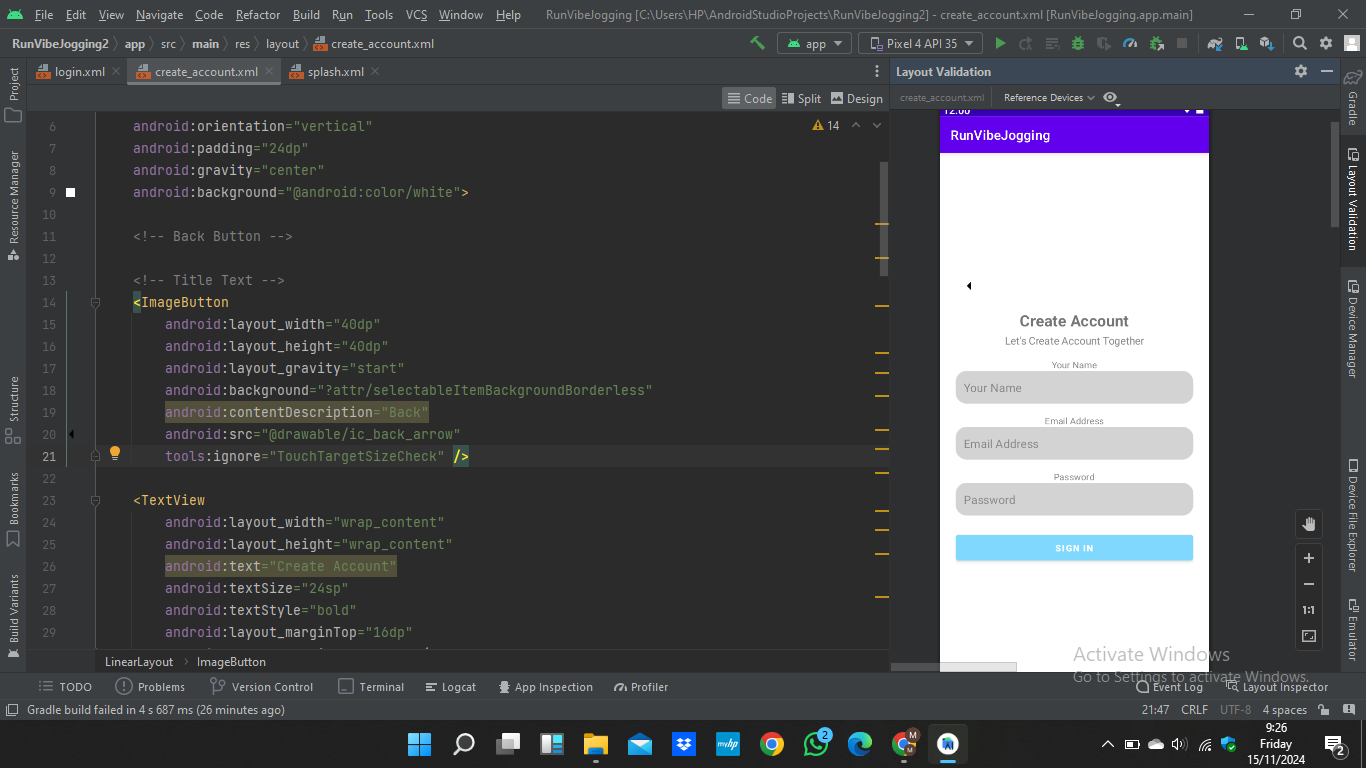 File Edit View Navigate Code Refactor Build Run Tools VCS Window Help RunVibeJogging [C:\Users\HP\AndroidStudioProjects\RunVibeJogging2] - create_account.xml [RunVibeJogging.app.main]
RunVibeJogging2 app src main res layout create_account.xml app Pixel 4 API 35
login.xml create_account.xml splash.xml
Code Split Design
6 android:orientation="vertical"
7 android:padding="24dp"
8 android:gravity="center"
9 android:background="@android:color/white">
10
11 <!-- Back Button -->
12
13 <!-- Title Text -->
14 <ImageButton
15 android:layout_width="40dp"
16 android:layout_height="40dp"
17 android:layout_gravity="start"
18 android:background="?attr/selectableItemBackgroundBorderless"
19 android:contentDescription="Back"
20 android:src="@drawable/ic_back_arrow"
21 tools:ignore="TouchTargetSizeCheck" />
22
23 <TextView
24 android:layout_width="wrap_content"
25 android:layout_height="wrap_content"
26 android:text="Create Account"
27 android:textSize="24sp"
28 android:textStyle="bold"
29 android:layout_marginTop="16dp"
14
LinearLayout ImageButton
Project
Resource Manager
Structure
Bookmarks
Build Variants
Layout Validation
create_account.xml Reference Devices
12:00
RunVibeJogging
Create Account
Let's Create Account Together
Your Name
Your Name
Email Address
Email Address
Password
Password
SIGN IN
1:1
Gradle
Layout Validation
Device Manager
Device File Explorer
Emulator
Activate Windows
Go to Settings to activate Windows.
TODO Problems Version Control Terminal Logcat App Inspection Profiler Event Log Layout Inspector
Gradle build failed in 4 s 687 ms (26 minutes ago) 21:47 CRLF UTF-8 4 spaces
myhp
2
M
M
AI
9:26
Friday
15/11/2024
2